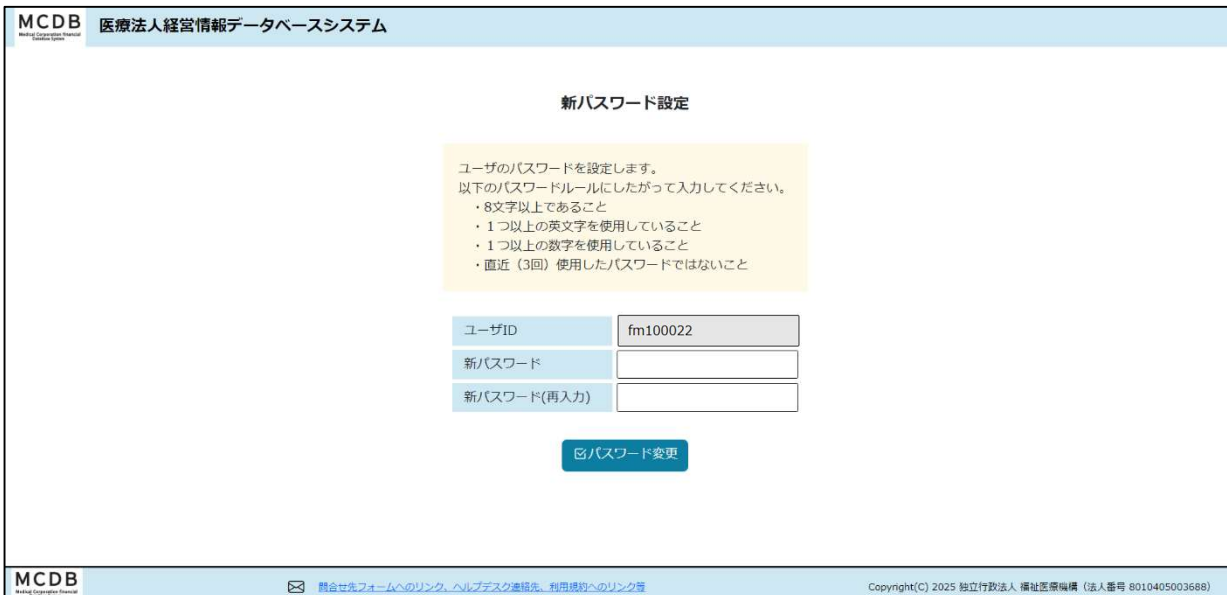 MCDB
Medical Corporation Financial
Database System
医療法人経営情報データベースシステム
新パスワード設定
ユーザのパスワードを設定します。
以下のパスワードルールにしたがって入力してください。
・8文字以上であること
・１つ以上の英文字を使用していること
・１つ以上の数字を使用していること
・直近（3回）使用したパスワードではないこと
ユーザID fm100022
新パスワード
新パスワード(再入力)
パスワード変更
MCDB
Medical Corporation Financial
問合せ先フォームへのリンク、ヘルプデスク連絡先、利用規約へのリンク等
Copyright(C) 2025 独立行政法人 福祉医療機構（法人番号 8010405003688）